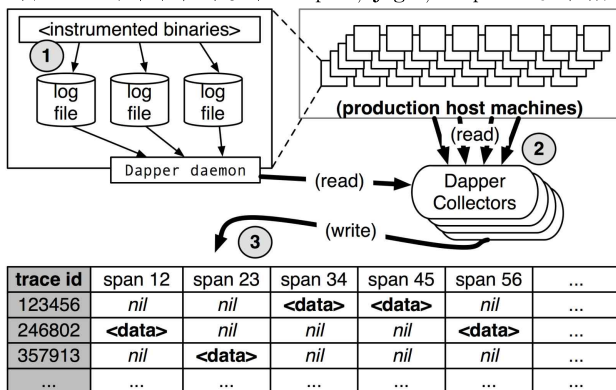 <instrumented binaries>
1
log file
log file
log file
Dapper daemon
(production host machines)
(read)
2
(read)
Dapper
Collectors
3
(write)
trace id span 12 span 23 span 34 span 45 span 56 ...
123456 nil nil <data> <data> nil ...
246802 <data> nil nil nil <data> ...
357913 nil <data> nil nil nil ...
... ... ... ... ... ... ...